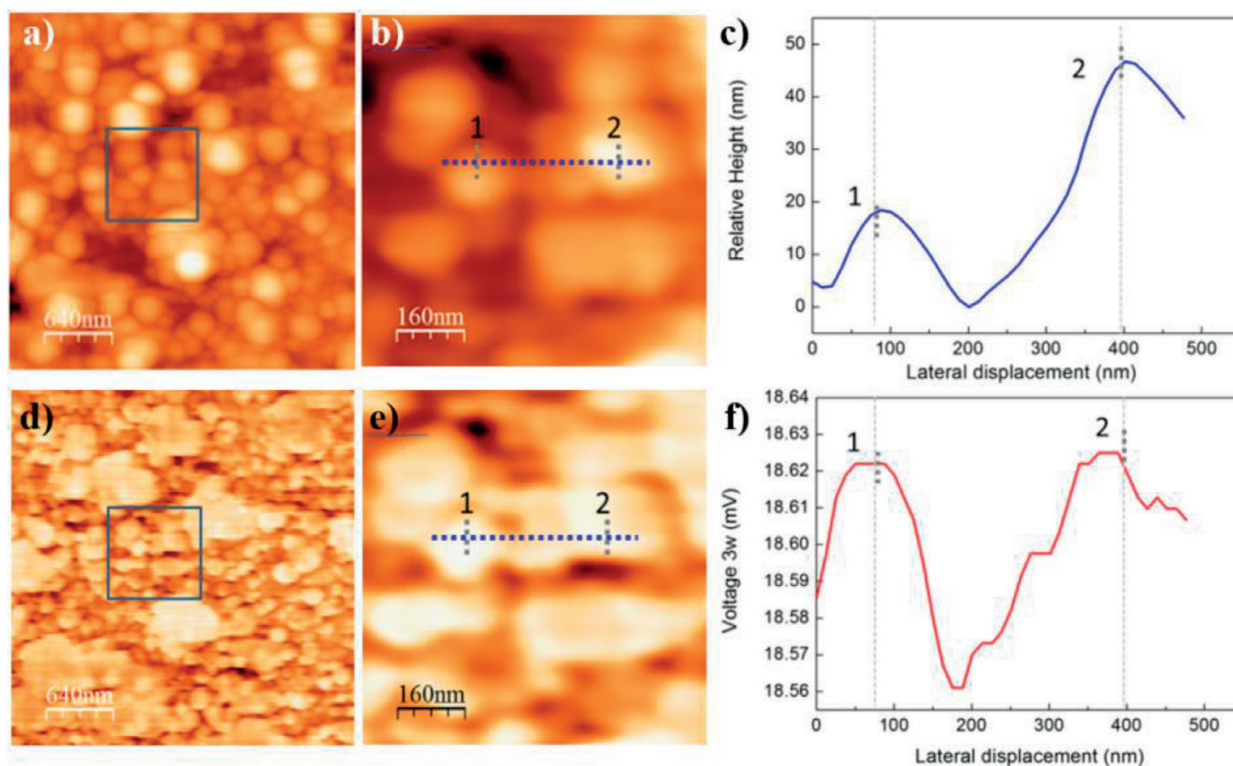 a)
640nm
b)
1
2
160nm
c)
Relative Height (nm)
50
40
30
20
10
0
1
2
0
100
200
300
400
500
Lateral displacement (nm)
d)
640nm
e)
1
2
160nm
f)
Voltage 3w (mV)
18.64
18.63
18.62
18.61
18.60
18.59
18.58
18.57
18.56
1
2
0
100
200
300
400
500
Lateral displacement (nm)